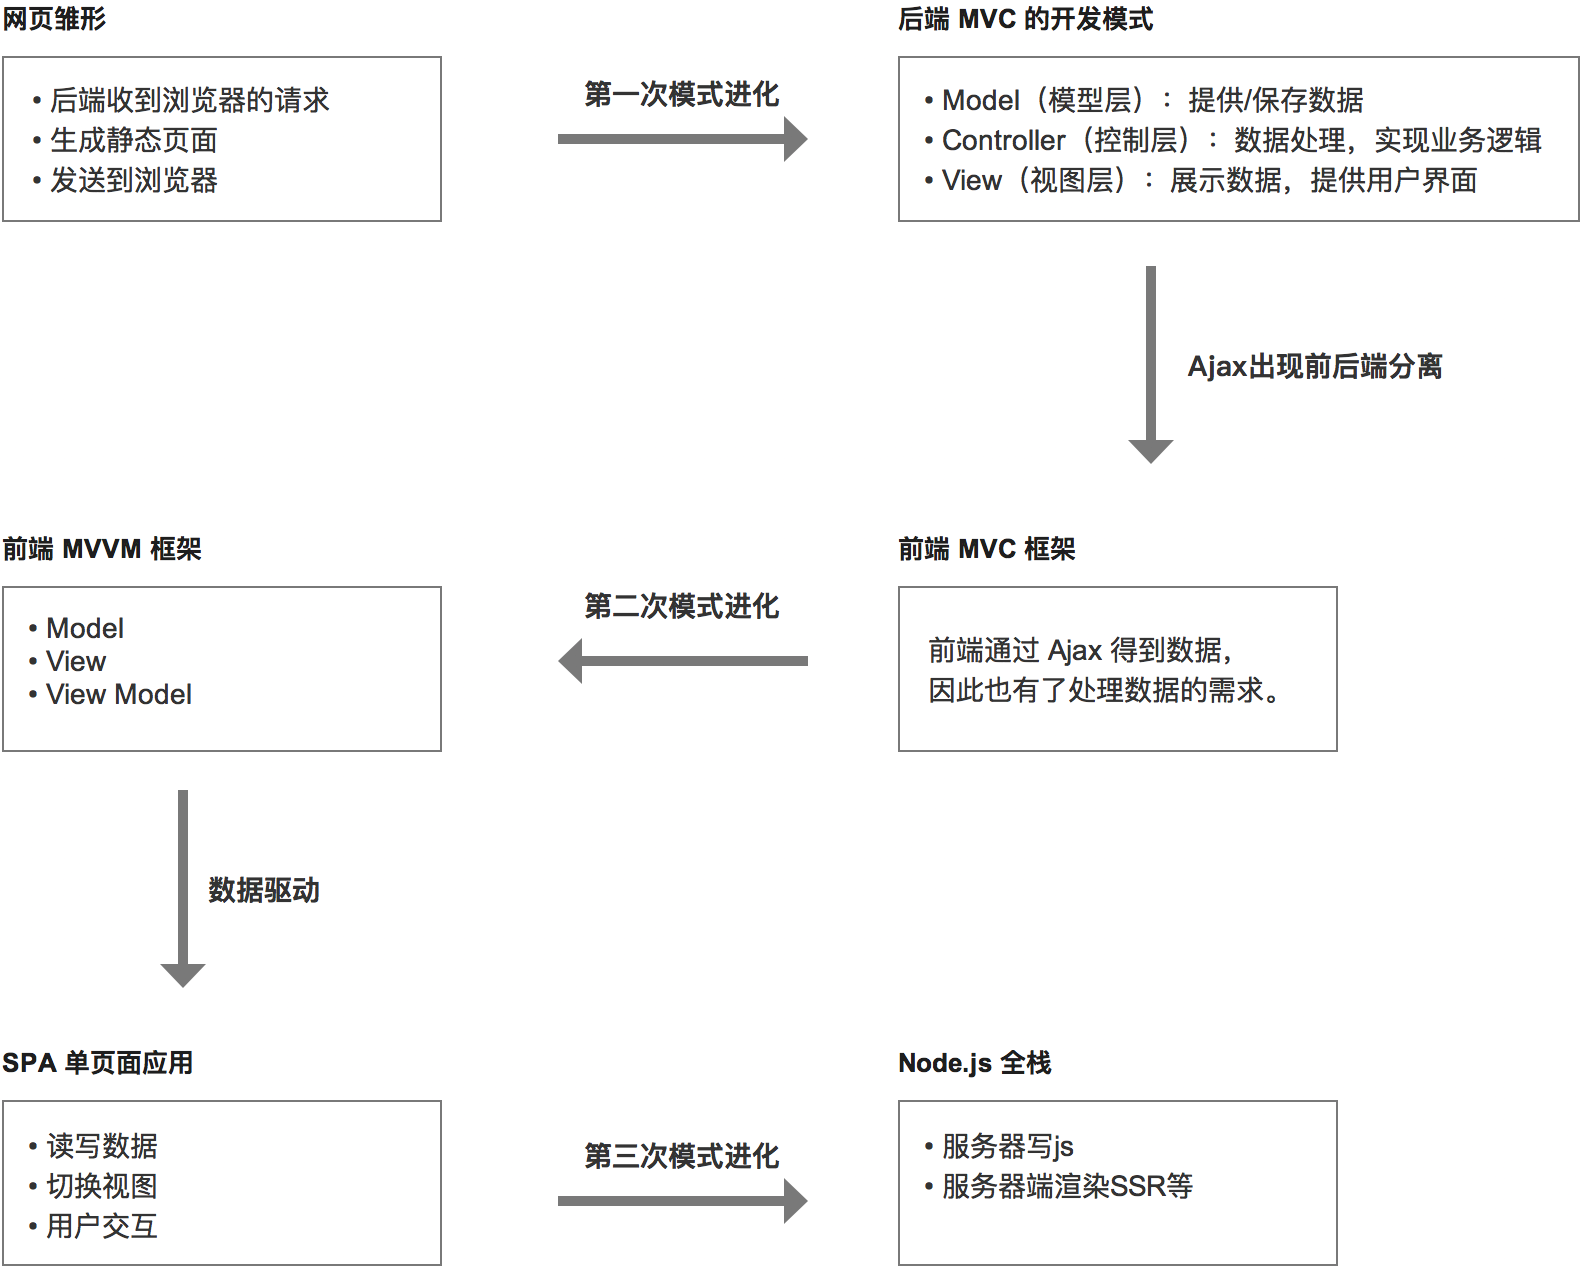 网页雏形
• 后端收到浏览器的请求
• 生成静态页面
• 发送到浏览器
第一次模式进化
后端 MVC 的开发模式
• Model（模型层）：提供/保存数据
• Controller（控制层）：数据处理，实现业务逻辑
• View（视图层）：展示数据，提供用户界面
Ajax出现前后端分离
前端 MVC 框架
前端通过 Ajax 得到数据，
因此也有了处理数据的需求。
第二次模式进化
前端 MVVM 框架
• Model
• View
• View Model
数据驱动
SPA 单页面应用
• 读写数据
• 切换视图
• 用户交互
第三次模式进化
Node.js 全栈
• 服务器写js
• 服务器端渲染SSR等